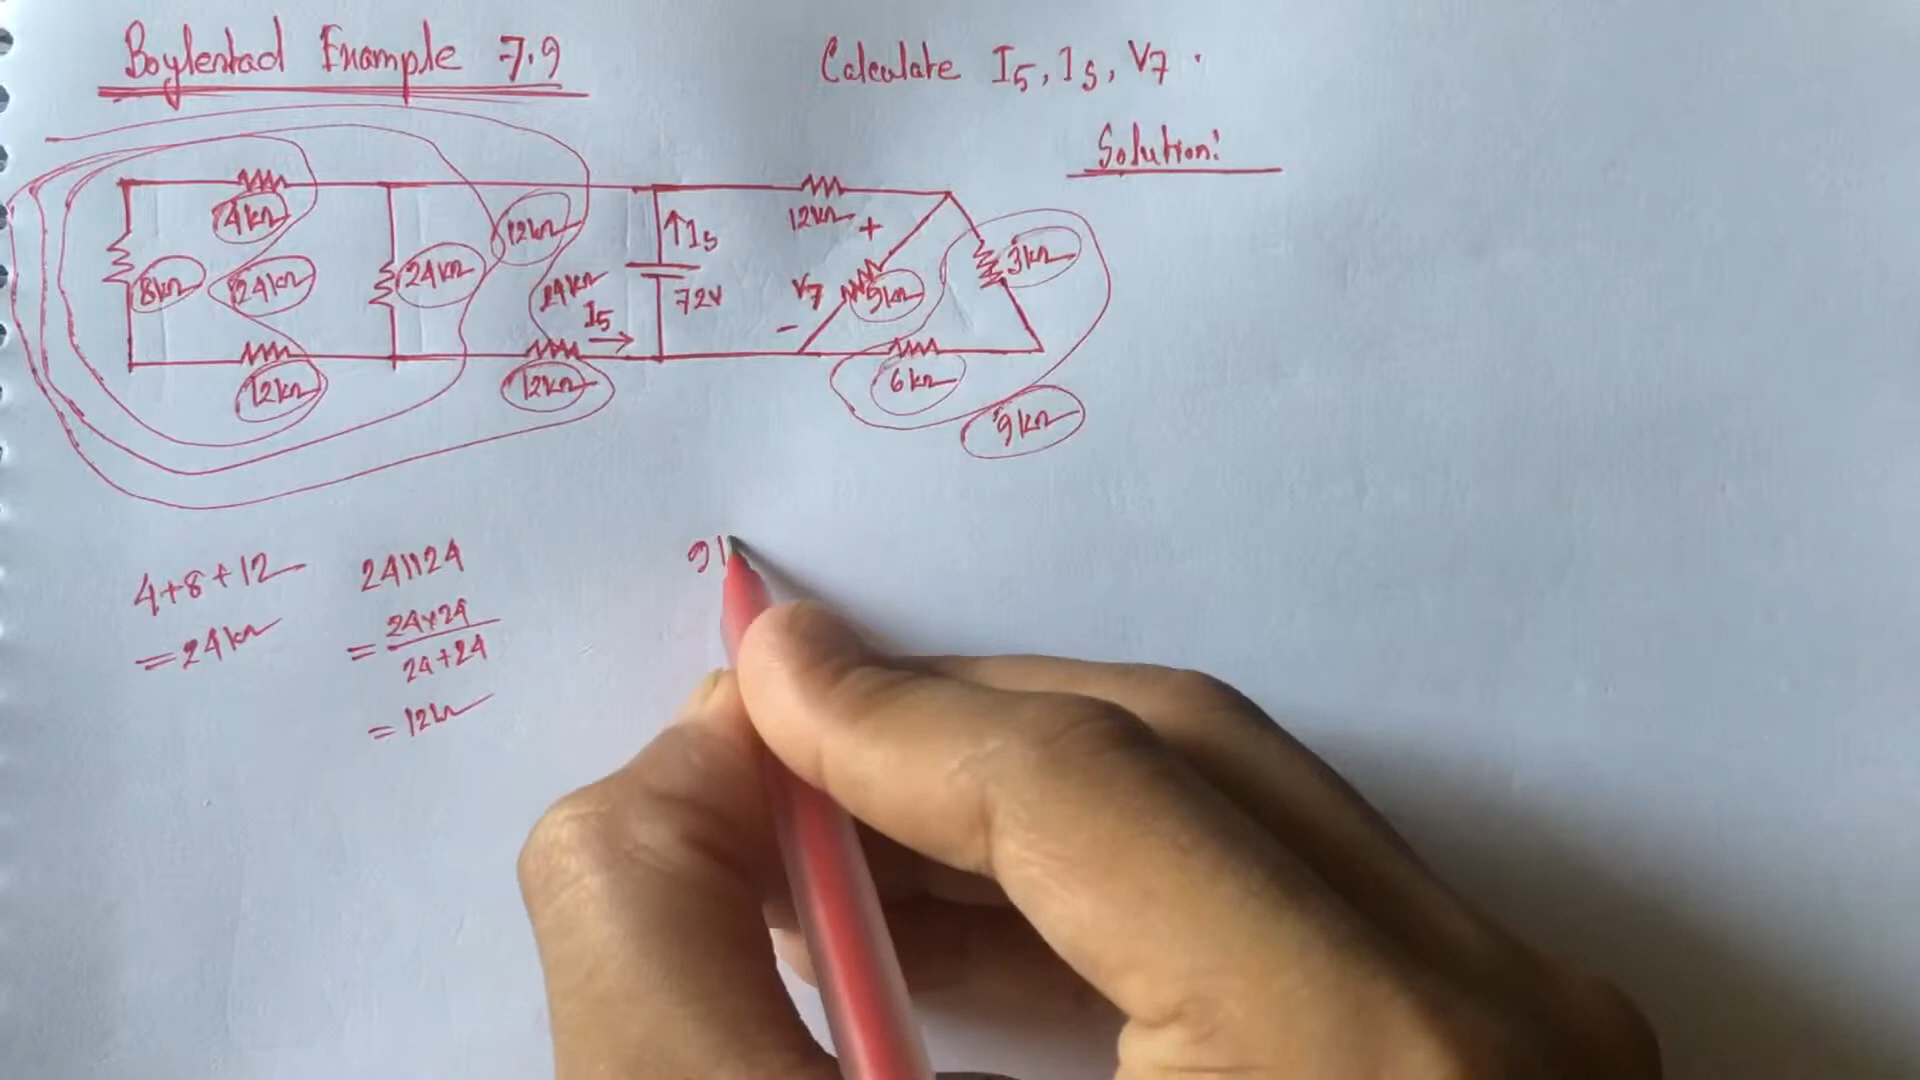 Boylestad Example 7.9
Calculate I5, Is, V7.
Solution:
4kΩ
12kΩ
↑Is
12kΩ
+
8kΩ
24kΩ
24kΩ
24kΩ
72V
V7
9kΩ
3kΩ
I5 →
-
12kΩ
12kΩ
6kΩ
9kΩ
4+8+12
=24kΩ
24||24
= 24×24
24+24
=12kΩ
9|